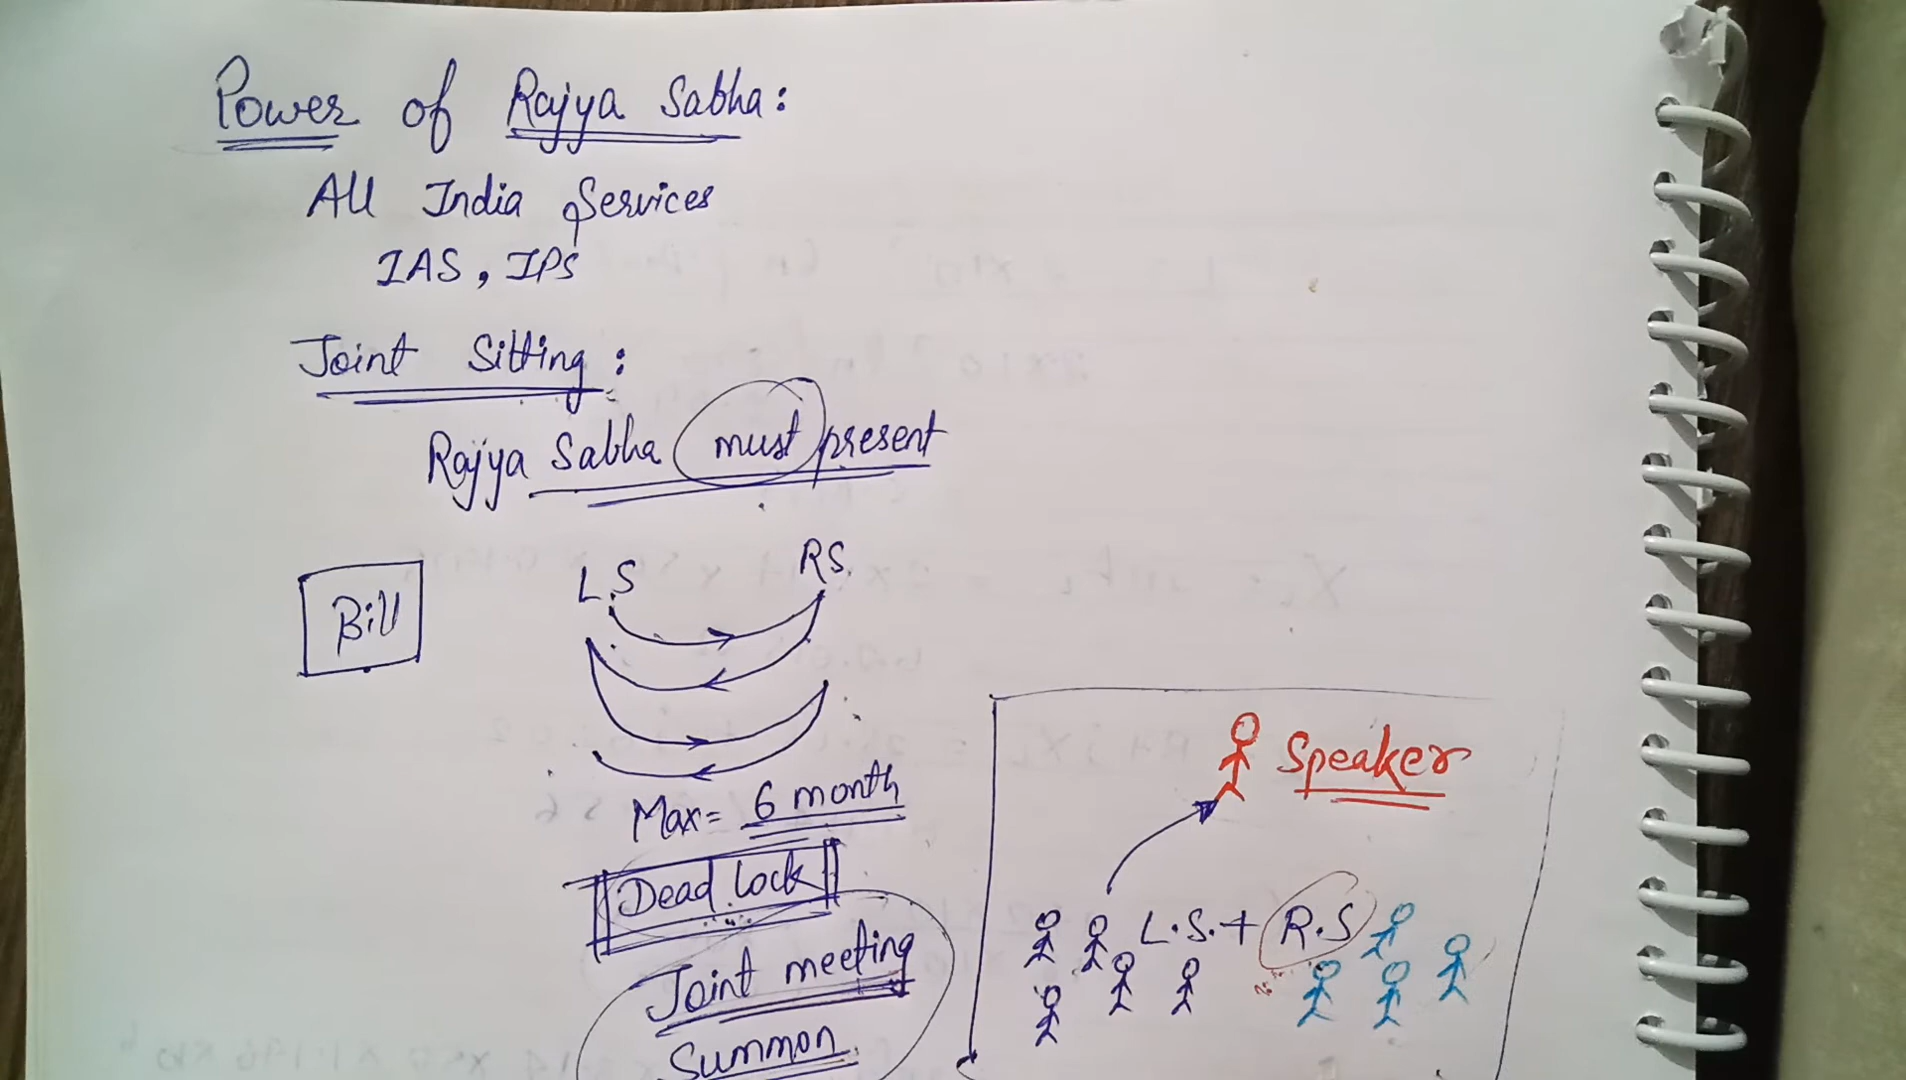 Power of Rajya Sabha:
All India Services
IAS, IPS
Joint Sitting:
Rajya Sabha must present
Bill
L.S
RS.
Max= 6 month
Dead lock
Joint meeting
Summon
Speaker
L.S.+ R.S